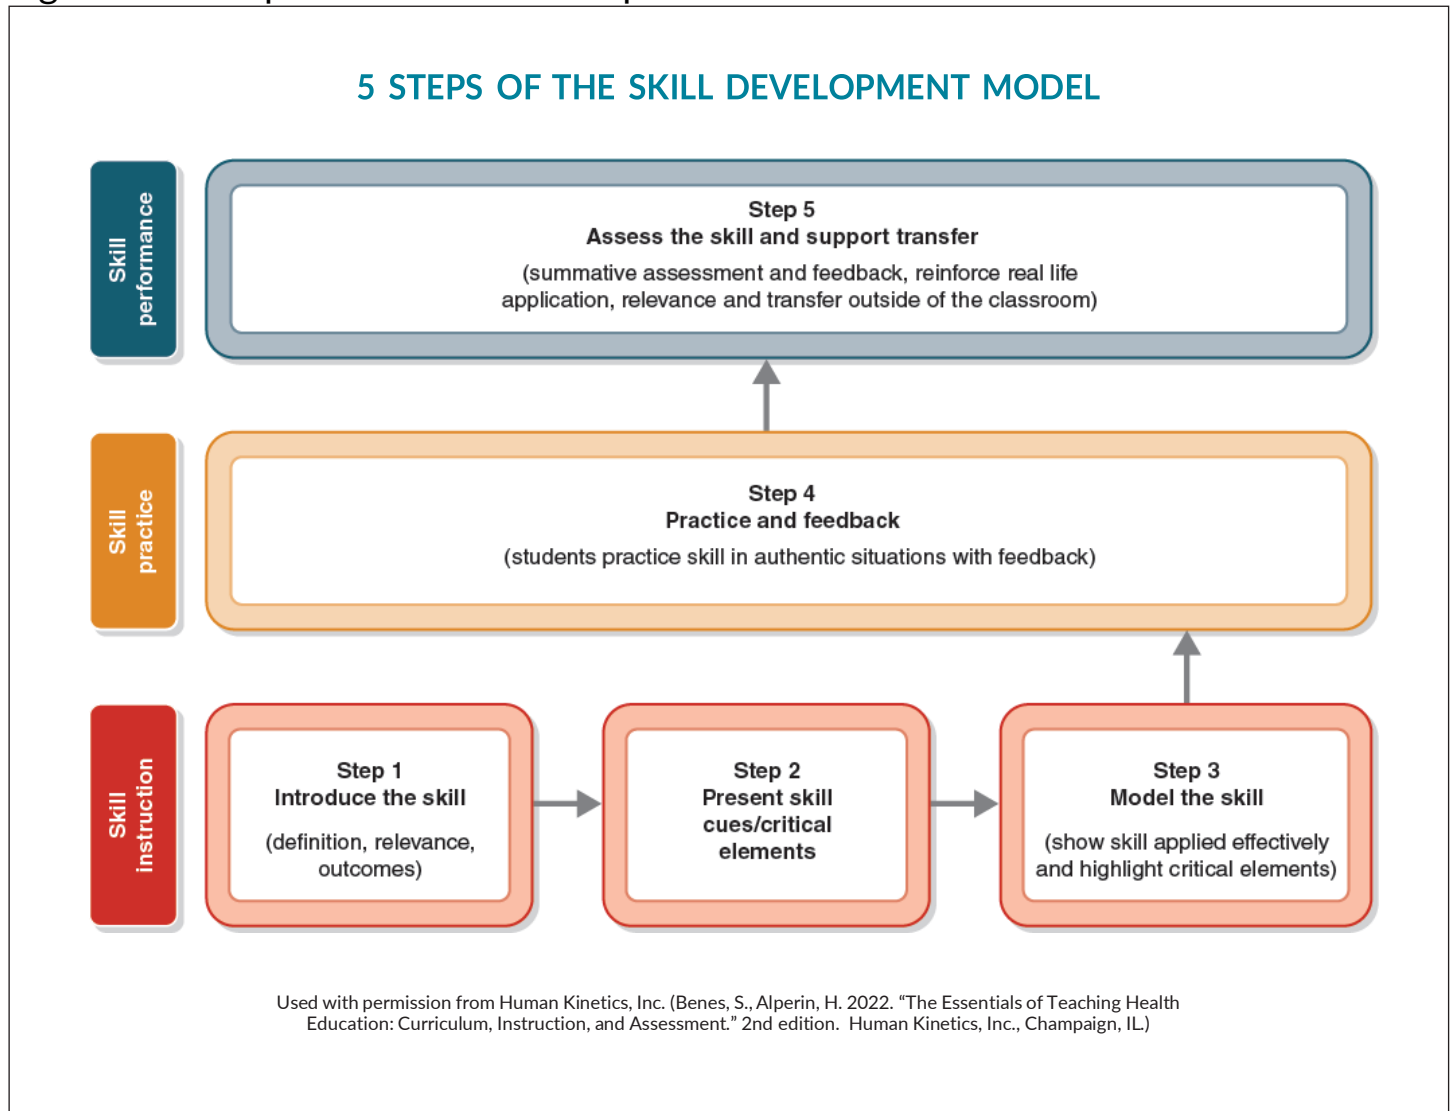 5 STEPS OF THE SKILL DEVELOPMENT MODEL
Skill
performance
Step 5
Assess the skill and support transfer
(summative assessment and feedback, reinforce real life
application, relevance and transfer outside of the classroom)
Skill
practice
Step 4
Practice and feedback
(students practice skill in authentic situations with feedback)
Skill
instruction
Step 1
Introduce the skill
(definition, relevance,
outcomes)
Step 2
Present skill
cues/critical
elements
Step 3
Model the skill
(show skill applied effectively
and highlight critical elements)
Used with permission from Human Kinetics, Inc. (Benes, S., Alperin, H. 2022. “The Essentials of Teaching Health
Education: Curriculum, Instruction, and Assessment.” 2nd edition.  Human Kinetics, Inc., Champaign, IL.)